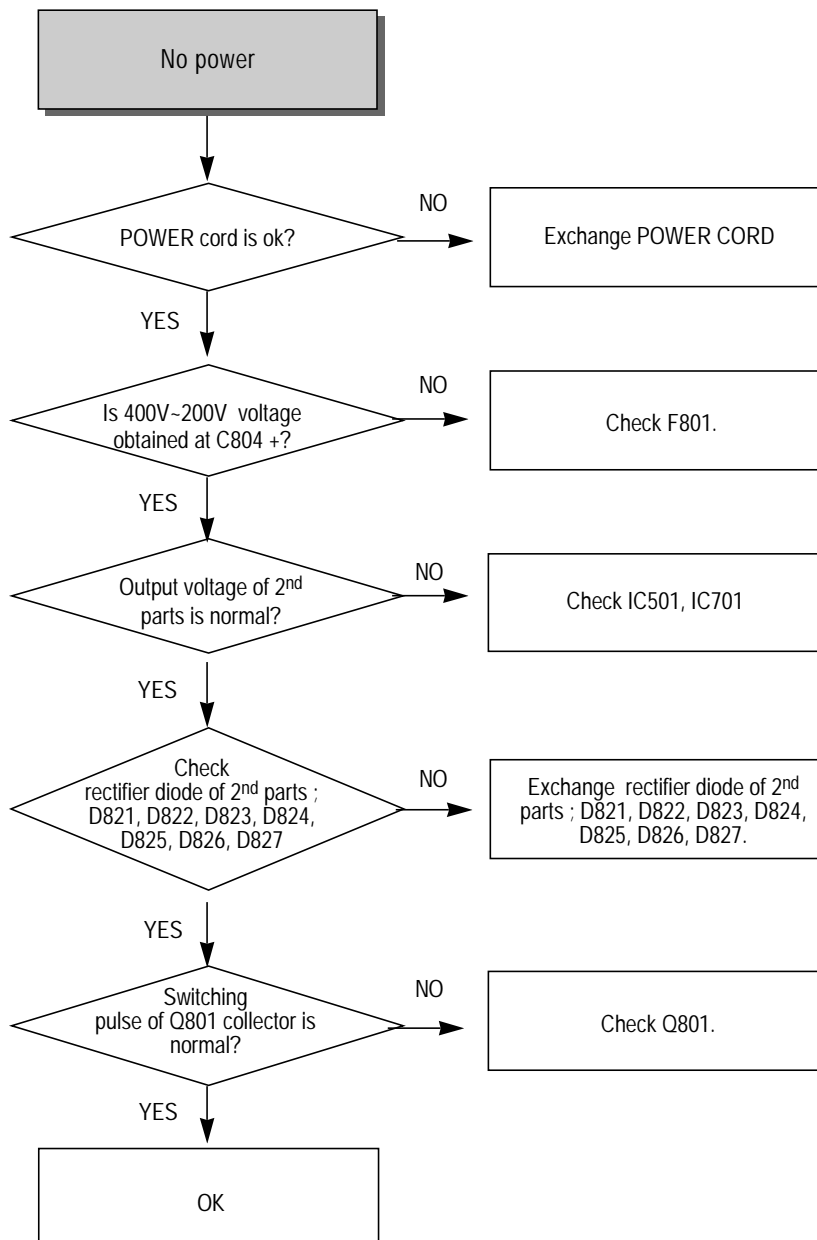 No power
POWER cord is ok?
NO
Exchange POWER CORD
YES
Is 400V~200V voltage
obtained at C804 +?
NO
Check F801.
YES
Output voltage of 2nd
parts is normal?
NO
Check IC501, IC701
YES
Check
rectifier diode of 2nd parts ;
D821, D822, D823, D824,
D825, D826, D827
NO
Exchange rectifier diode of 2nd
parts ; D821, D822, D823, D824,
D825, D826, D827.
YES
Switching
pulse of Q801 collector is
normal?
NO
Check Q801.
YES
OK